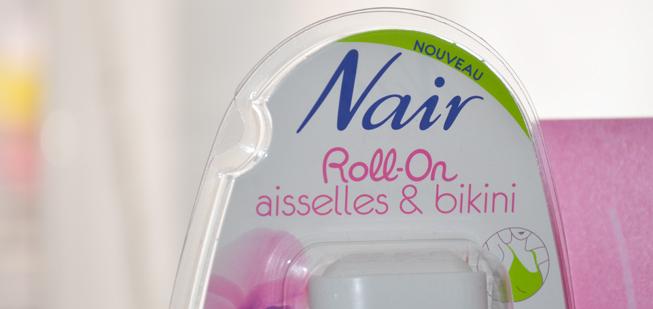 NOUVEAU
Nair
Roll-On
aisselles & bikini